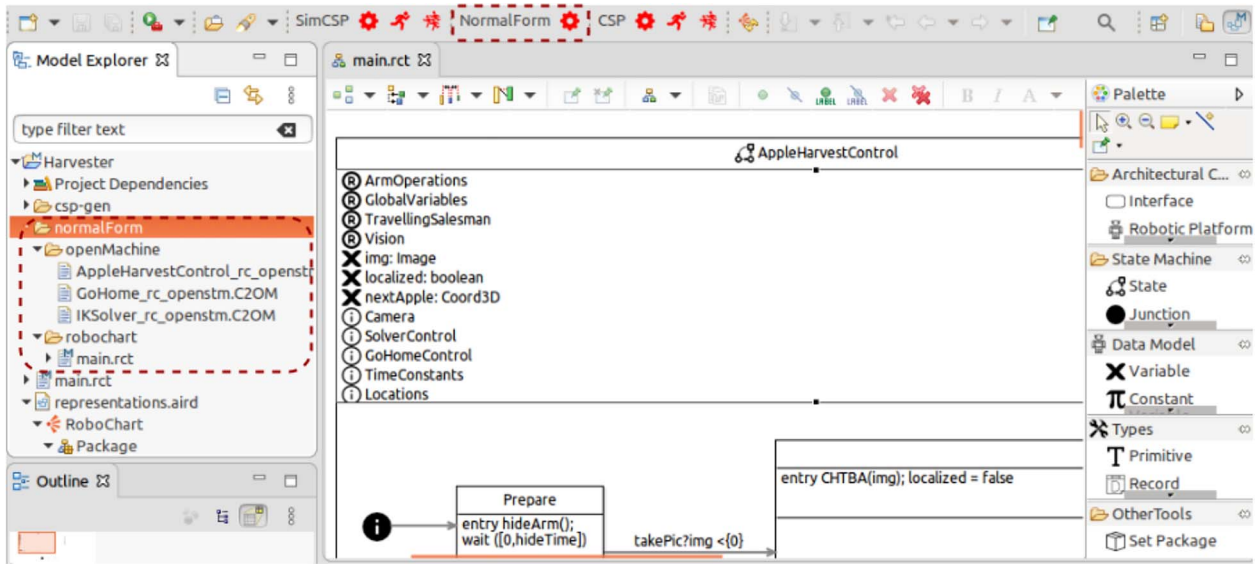 SimCSP NormalForm CSP
Model Explorer
type filter text
Harvester
Project Dependencies
csp-gen
normalForm
openMachine
AppleHarvestControl_rc_openst
GoHome_rc_openstm.C2OM
IKSolver_rc_openstm.C2OM
robochart
main.rct
main.rct
representations.aird
RoboChart
Package
Outline
main.rct
LABEL LABEL B I A
AppleHarvestControl
R ArmOperations
R GlobalVariables
R TravellingSalesman
R Vision
X img: Image
X localized: boolean
X nextApple: Coord3D
i Camera
i SolverControl
i GoHomeControl
i TimeConstants
i Locations
i
Prepare
entry hideArm();
wait ([0,hideTime])
takePic?img <{0}
entry CHTBA(img); localized = false
Palette
Architectural C...
Interface
Robotic Platform
State Machine
State
Junction
Data Model
X Variable
π Constant
Types
T Primitive
Record
OtherTools
Set Package